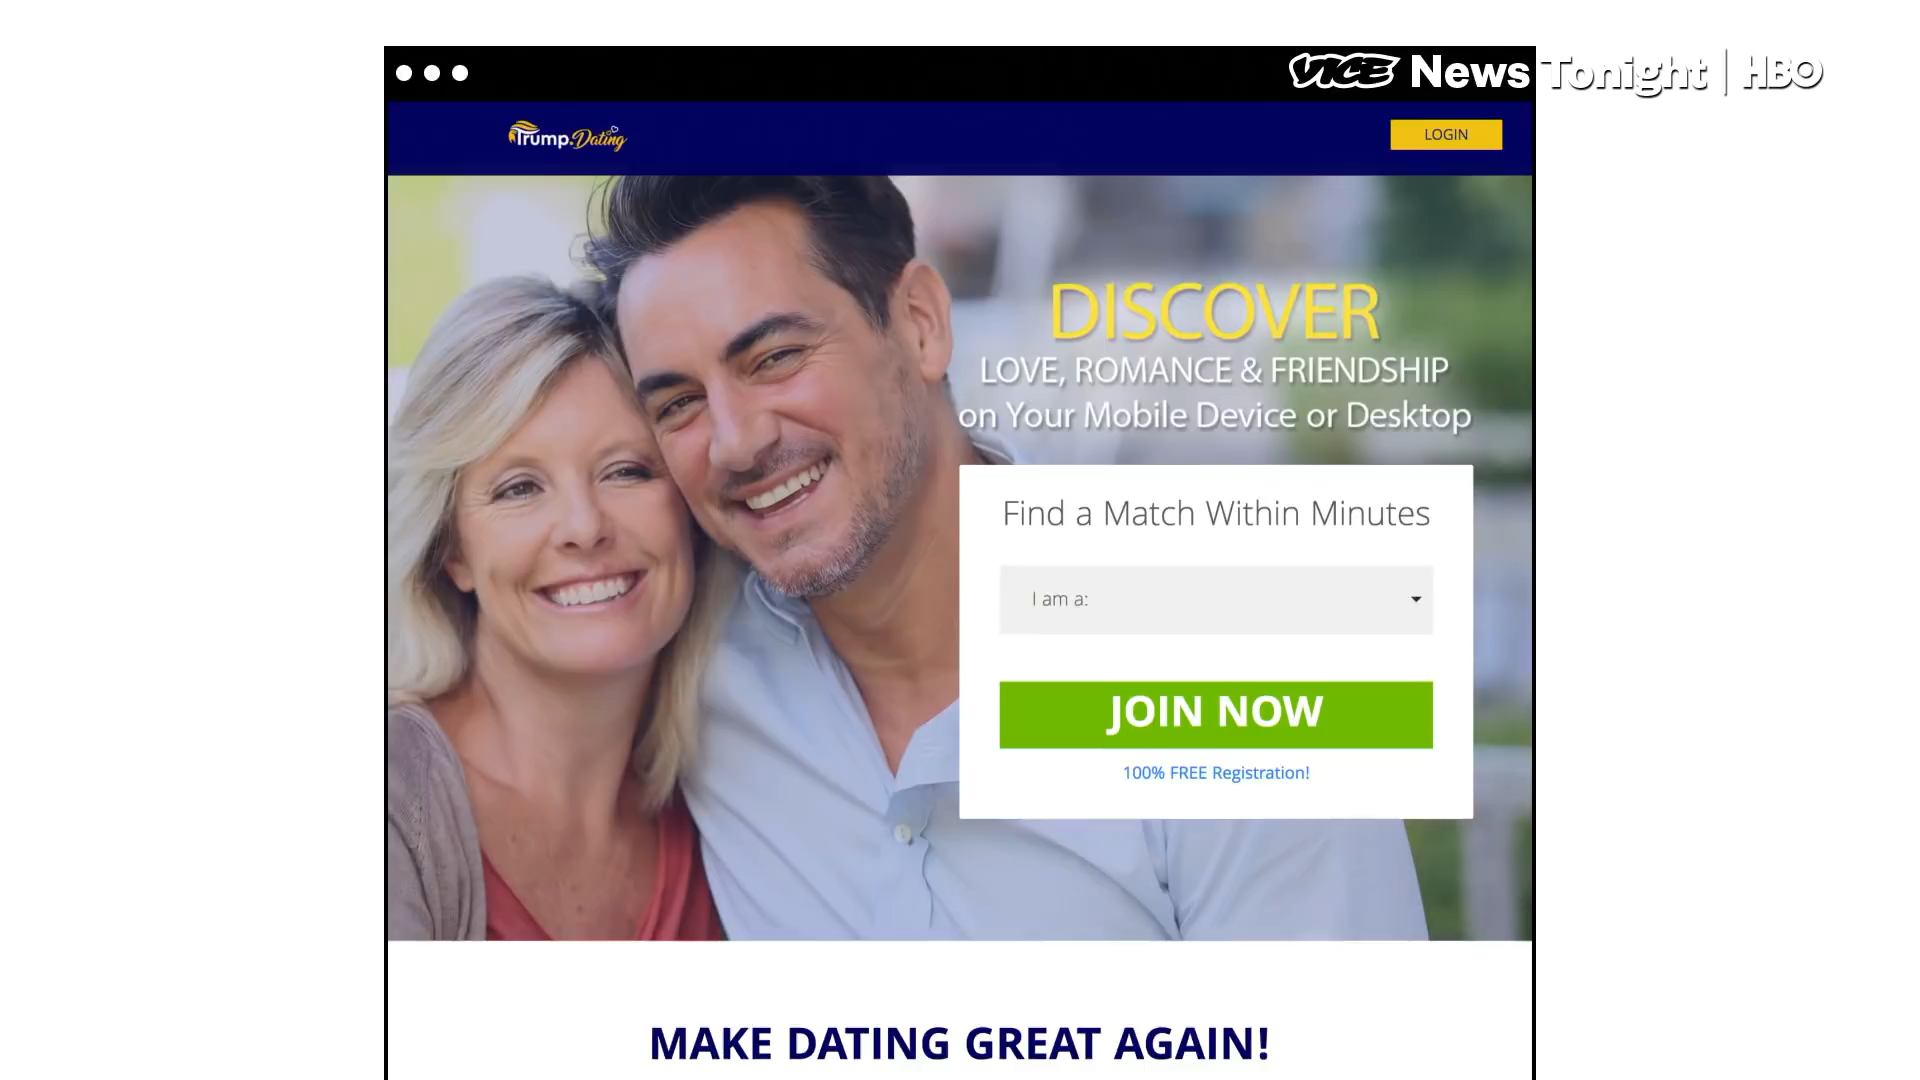 VICE News Tonight | HBO
Trump.Dating
LOGIN
DISCOVER
LOVE, ROMANCE & FRIENDSHIP
on Your Mobile Device or Desktop
Find a Match Within Minutes
I am a:
JOIN NOW
100% FREE Registration!
MAKE DATING GREAT AGAIN!